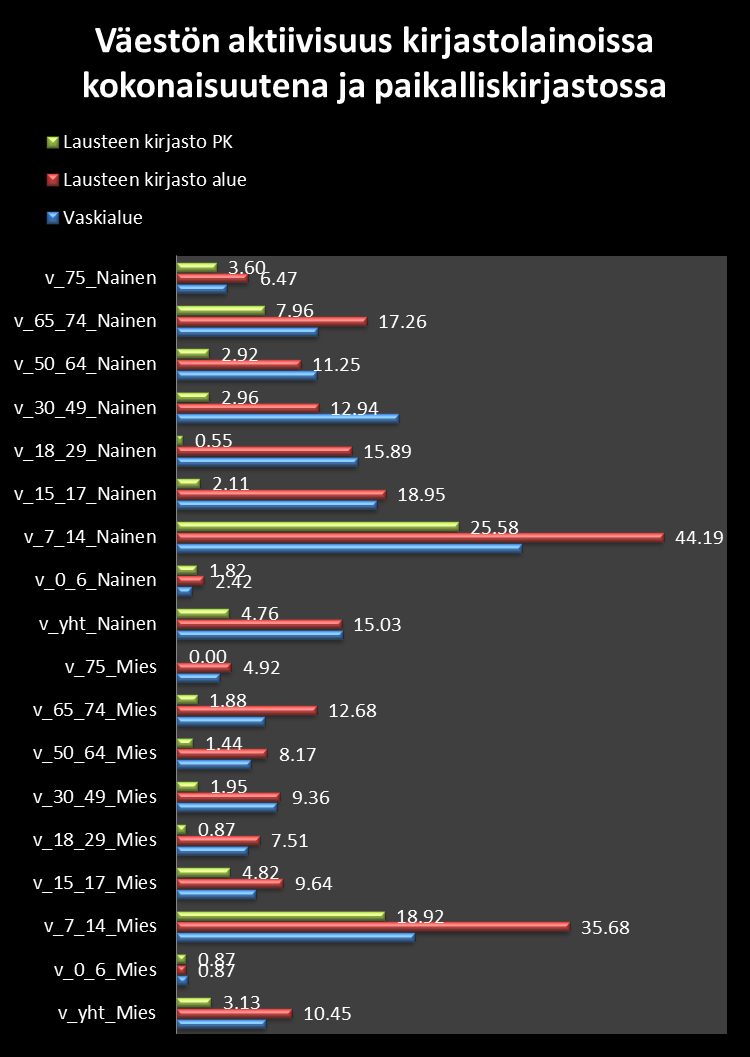 Väestön aktiivisuus kirjastolainoissa
kokonaisuutena ja paikalliskirjastossa
Lausteen kirjasto PK
Lausteen kirjasto alue
Vaskialue
v_75_Nainen 3.60 6.47
v_65_74_Nainen 7.96 17.26
v_50_64_Nainen 2.92 11.25
v_30_49_Nainen 2.96 12.94
v_18_29_Nainen 0.55 15.89
v_15_17_Nainen 2.11 18.95
v_7_14_Nainen 25.58 44.19
v_0_6_Nainen 1.82 2.42
v_yht_Nainen 4.76 15.03
v_75_Mies 0.00 4.92
v_65_74_Mies 1.88 12.68
v_50_64_Mies 1.44 8.17
v_30_49_Mies 1.95 9.36
v_18_29_Mies 0.87 7.51
v_15_17_Mies 4.82 9.64
v_7_14_Mies 18.92 35.68
v_0_6_Mies 0.87 0.87
v_yht_Mies 3.13 10.45